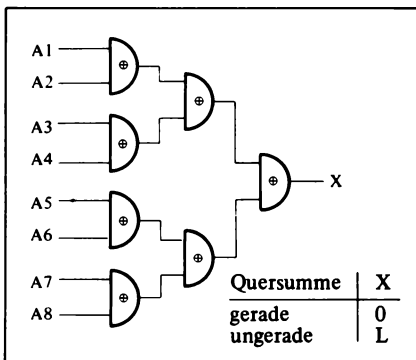 A1
A2
A3
A4
X
A5
A6
A7
A8
Quersumme X
gerade 0
ungerade L